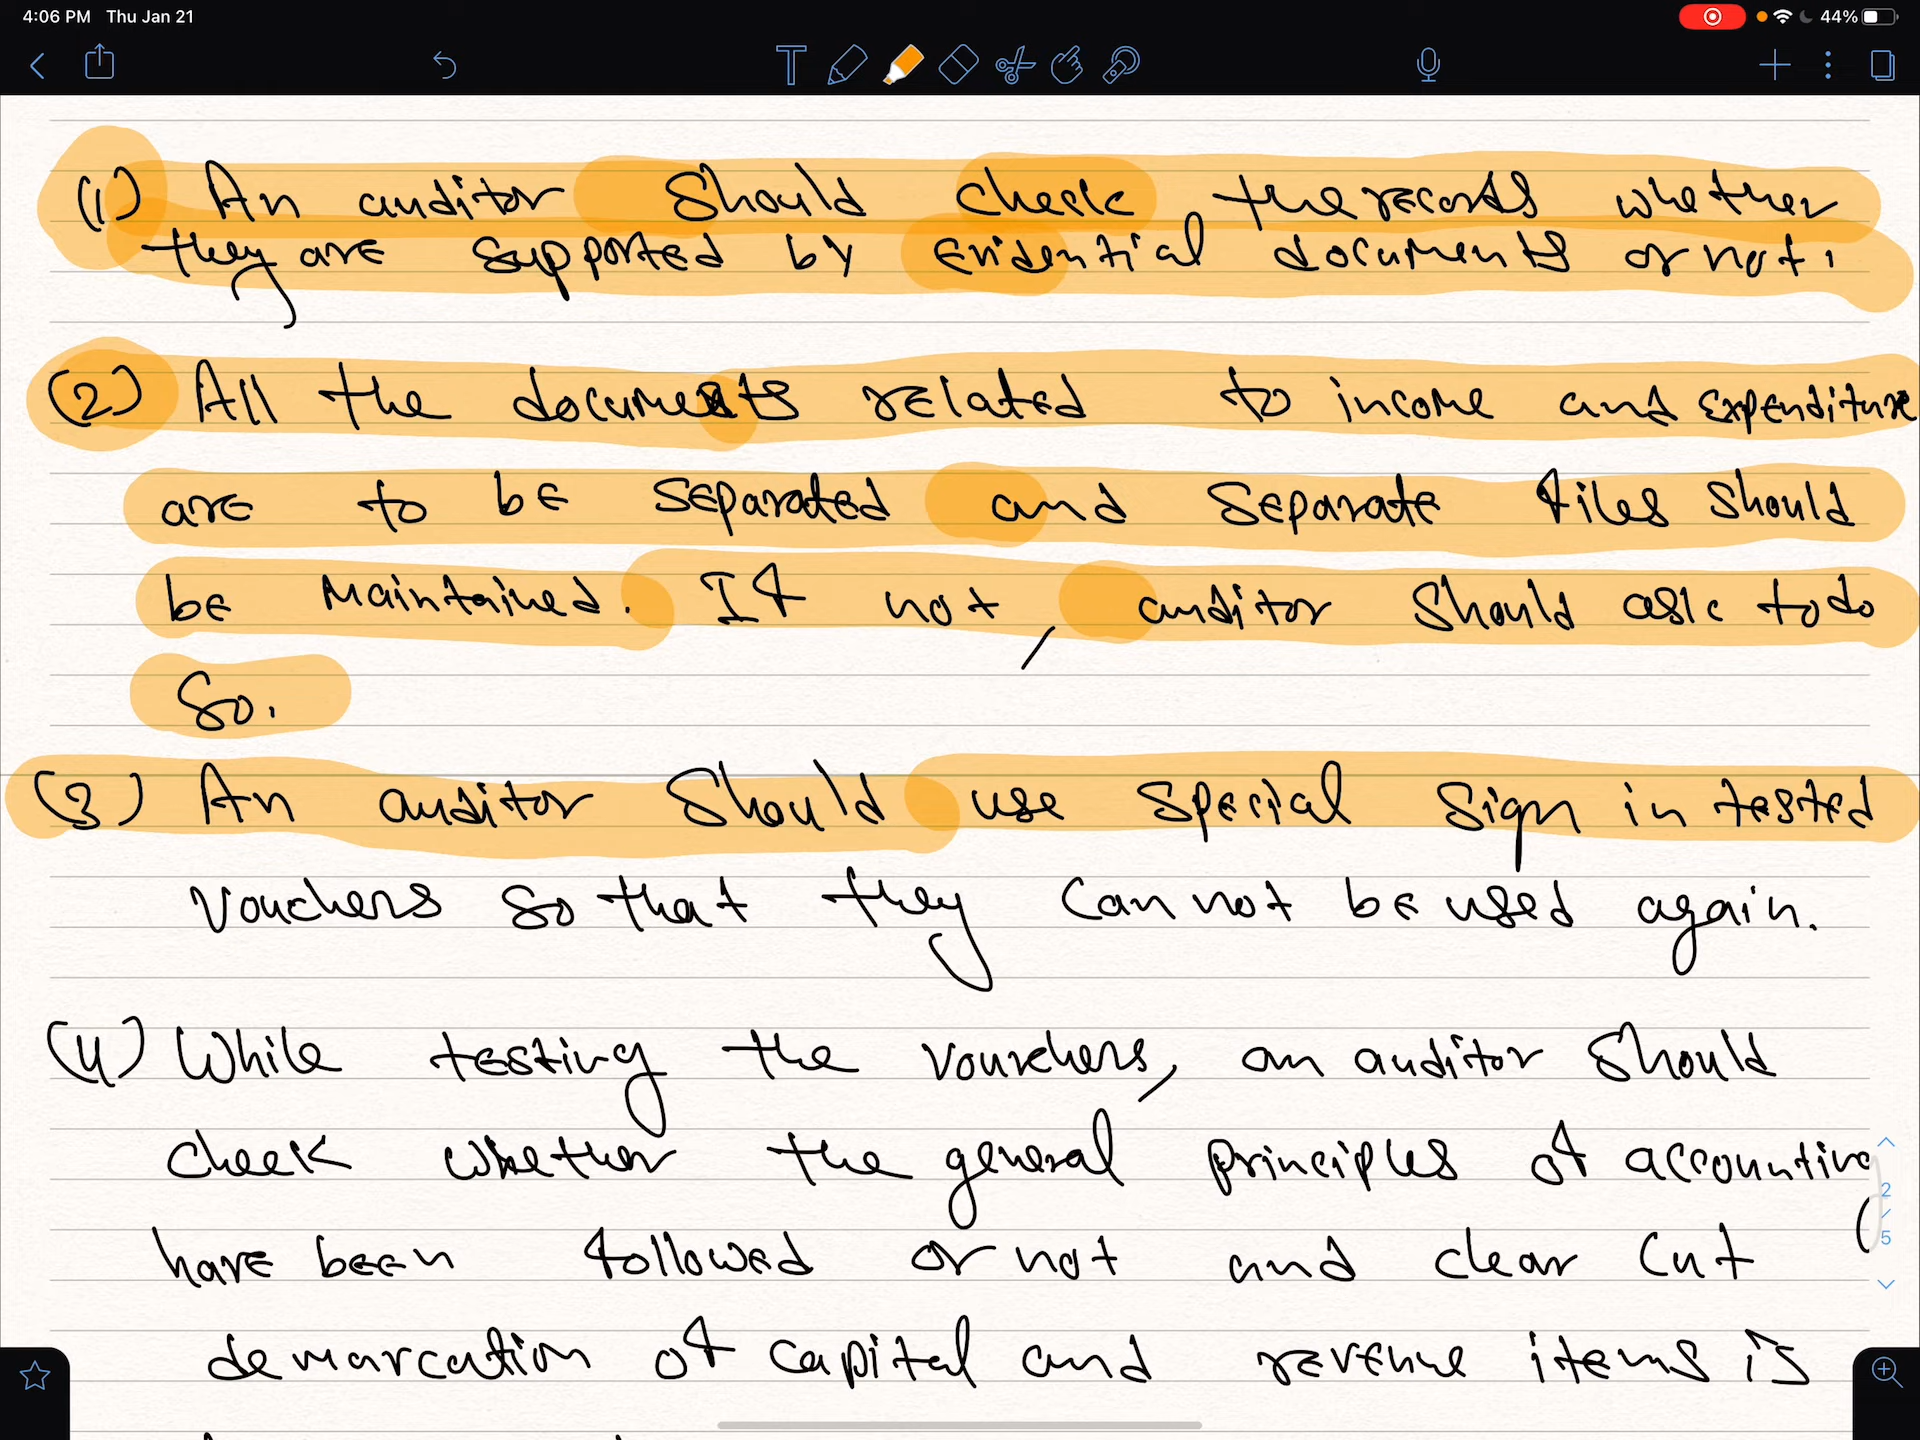 4:06 PM Thu Jan 21
44%
(1) An auditor should check the records whether
they are supported by evidential documents or not.
(2) All the documents related to income and expenditure
are to be separated and separate files should
be maintained. If not, auditor should ask to do
so.
(3) An auditor should use special sign in tested
vouchers so that they can not be used again.
(4) While testing the vouchers, an auditor should
check whether the general principles of accounting
have been followed or not and clear cut
demarcation of capital and revenue items is
2
/
5